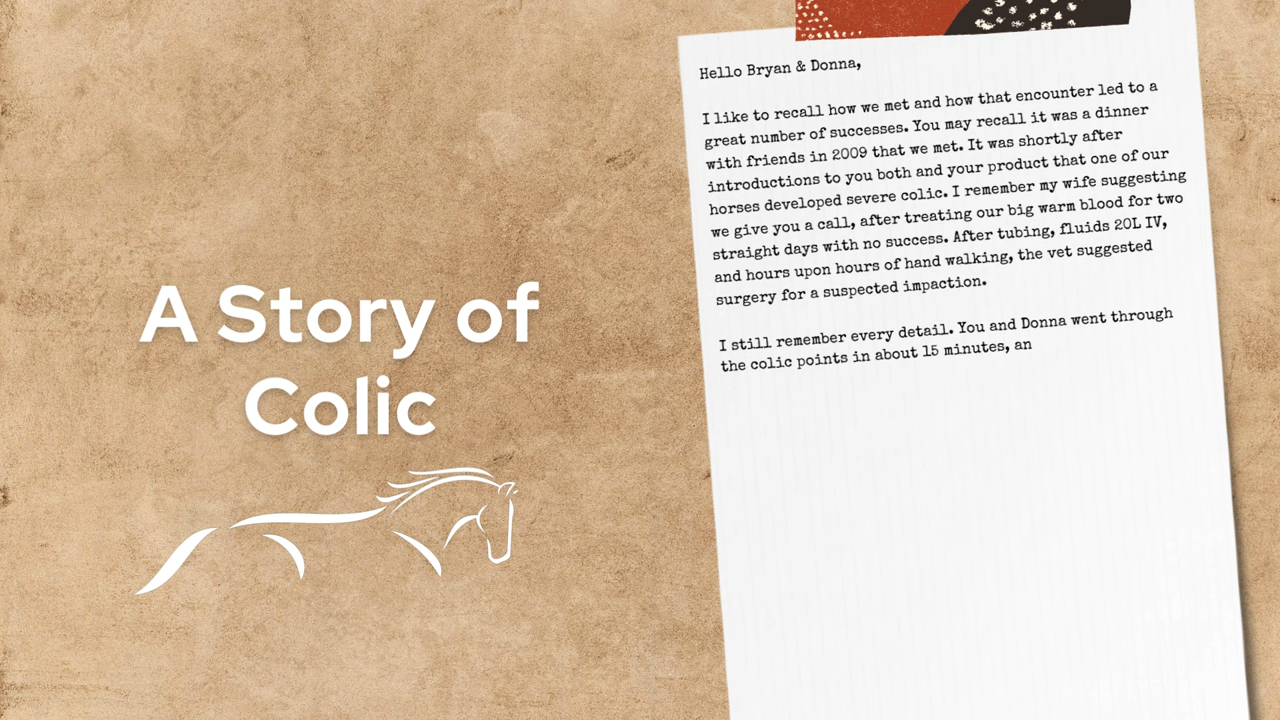 A Story of
Colic
Hello Bryan & Donna,
I like to recall how we met and how that encounter led to a
great number of successes. You may recall it was a dinner
with friends in 2009 that we met. It was shortly after
introductions to you both and your product that one of our
horses developed severe colic. I remember my wife suggesting
we give you a call, after treating our big warm blood for two
straight days with no success. After tubing, fluids 20L IV,
and hours upon hours of hand walking, the vet suggested
surgery for a suspected impaction.
I still remember every detail. You and Donna went through
the colic points in about 15 minutes, an